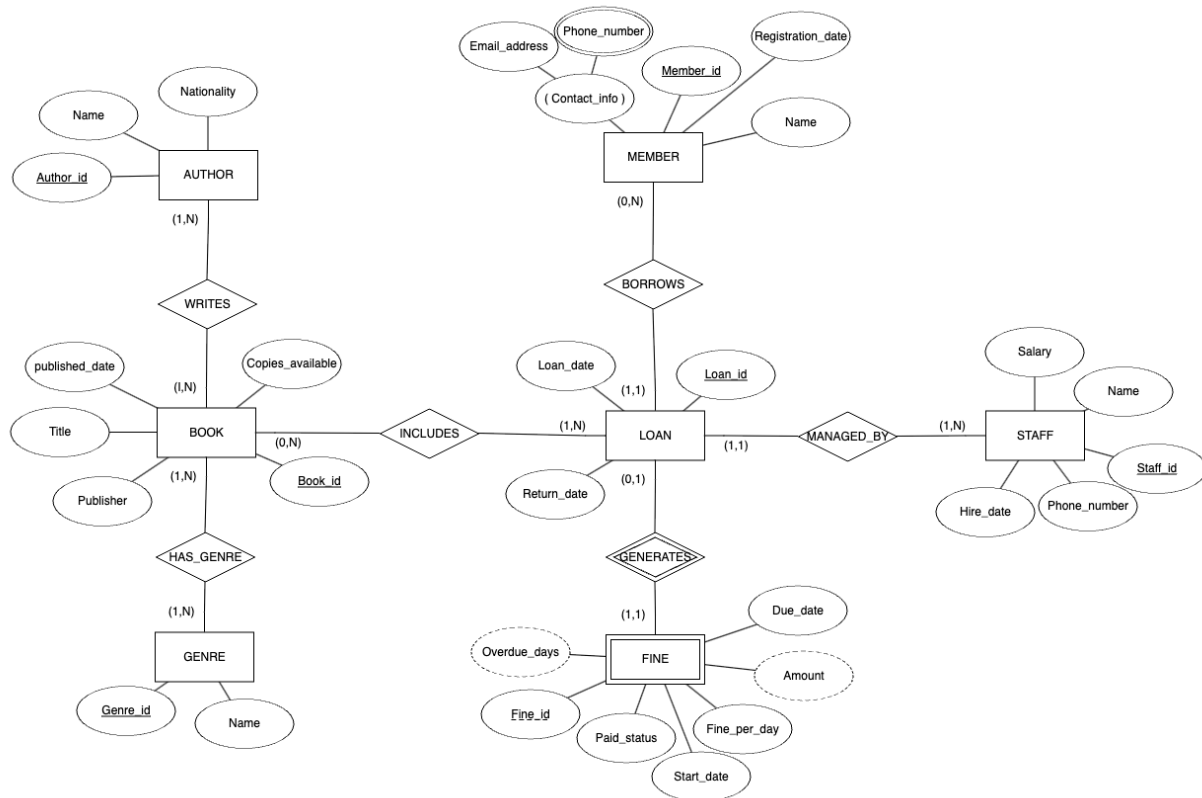 Phone_number
Registration_date
Email_address
Member_id
Nationality
( Contact_info )
Name
Name
MEMBER
AUTHOR
Author_id
(0,N)
(1,N)
BORROWS
WRITES
published_date
Copies_available
Loan_date
Loan_id
Salary
Name
(I,N)
(1,1)
Title
BOOK
(0,N)
INCLUDES
(1,N)
LOAN
(1,1)
MANAGED_BY
(1,N)
STAFF
(1,N)
Book_id
(0,1)
Staff_id
Publisher
Return_date
Hire_date
Phone_number
HAS_GENRE
GENERATES
(1,N)
(1,1)
Due_date
GENRE
Overdue_days
FINE
Amount
Genre_id
Name
Fine_id
Paid_status
Fine_per_day
Start_date